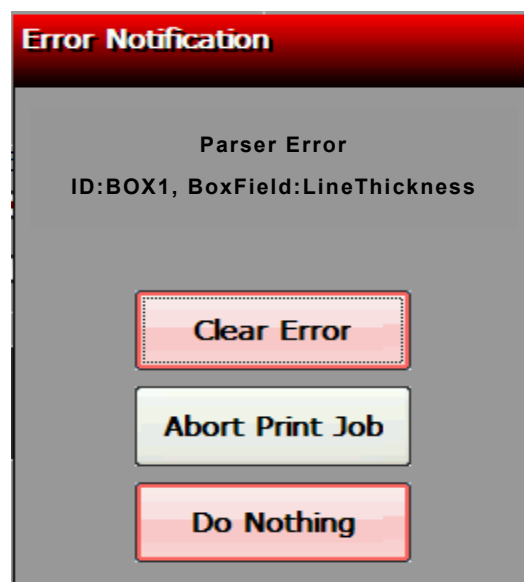 Error Notification
Parser Error
ID:BOX1, BoxField:LineThickness
Clear Error
Abort Print Job
Do Nothing